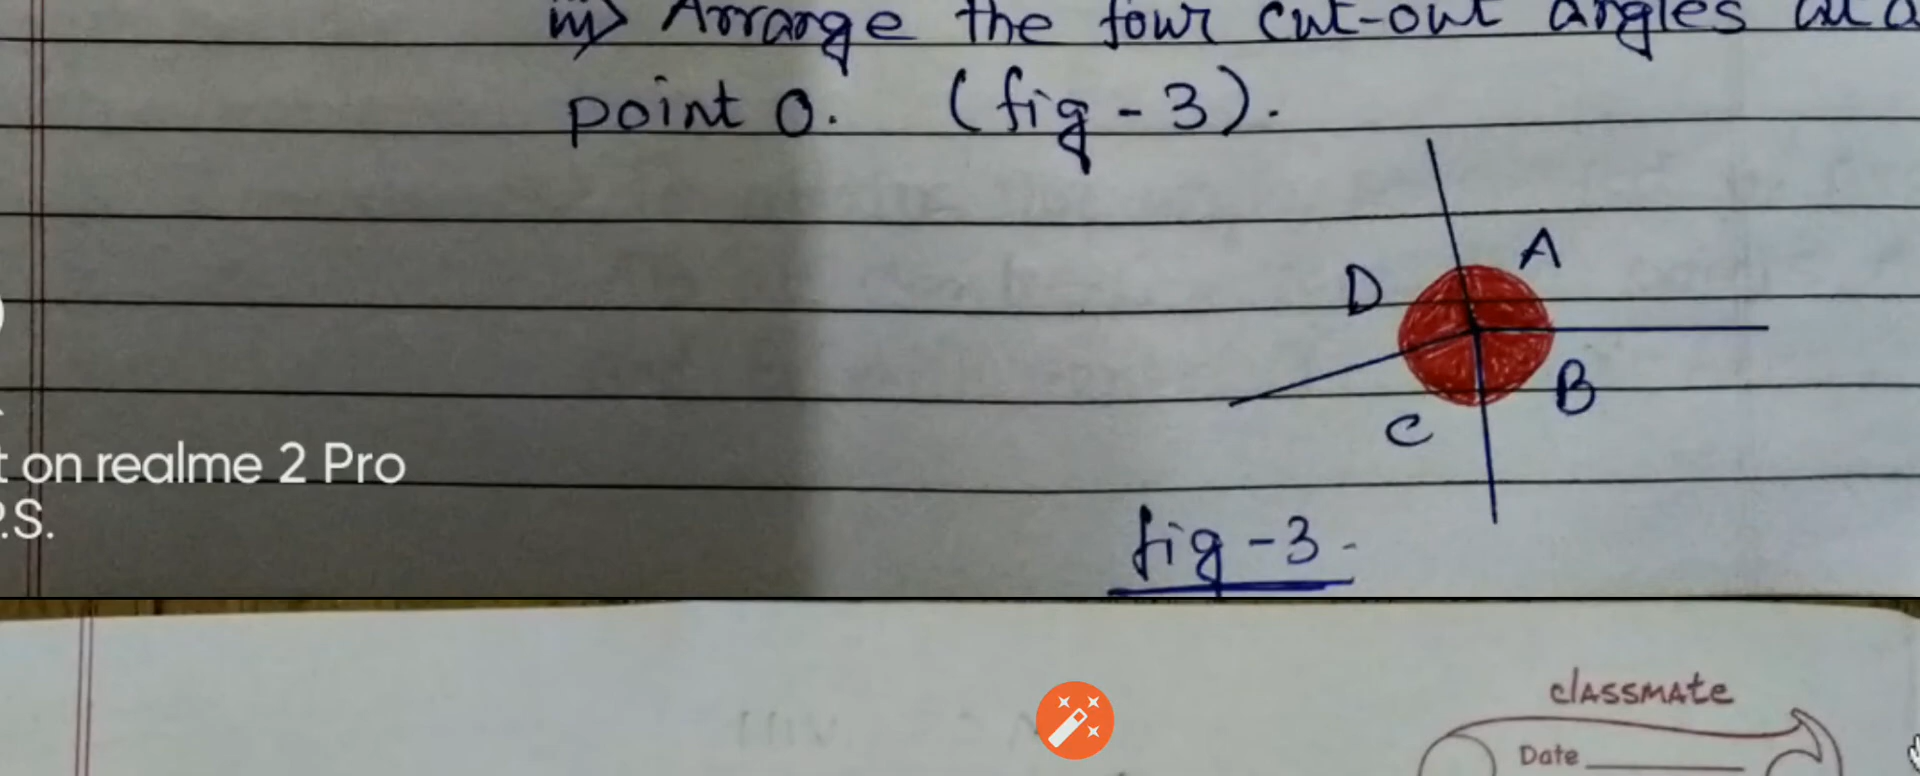 iii) Arrange the four cut-out angles at a
point O. (fig - 3).
A
D
B
C
t on realme 2 Pro
.S.
fig - 3 -
classmate
Date